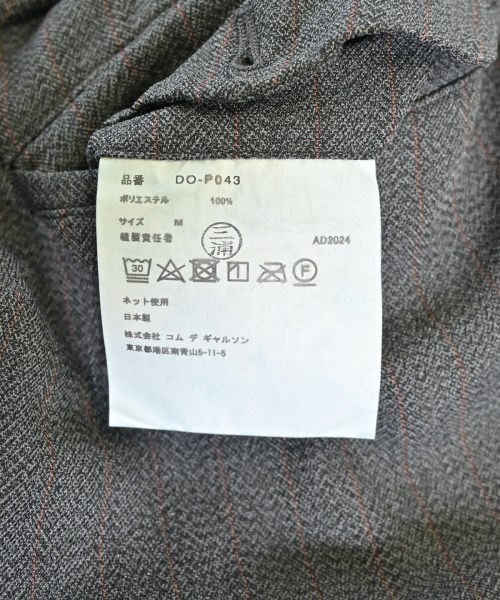 品番 DO-P043
ポリエステル 100%
サイズ M
縫製責任者 三浦 AD2024
30 F
ネット使用
日本製
株式会社 コム デ ギャルソン
東京都港区南青山5-11-5